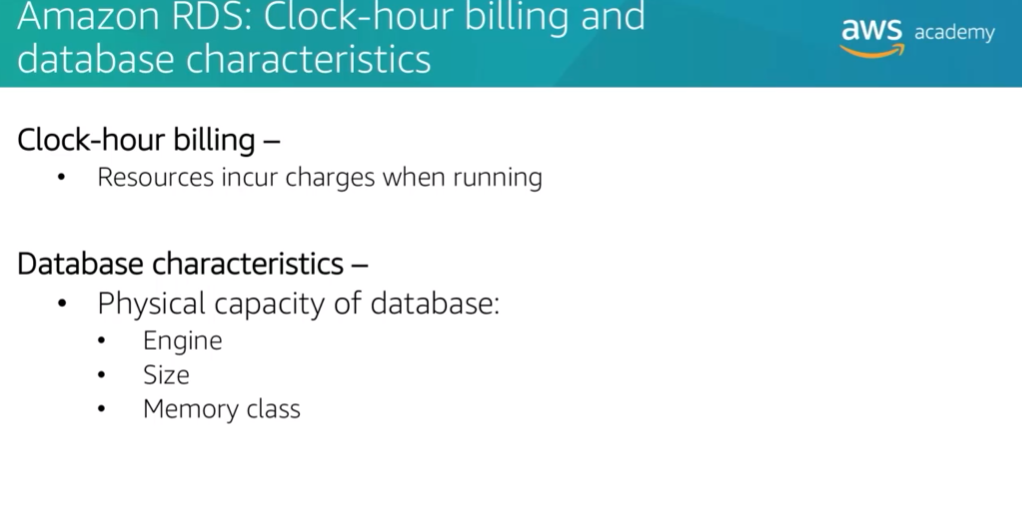 Amazon RDS: Clock-hour billing and
database characteristics
aws academy
Clock-hour billing –
• Resources incur charges when running
Database characteristics –
• Physical capacity of database:
• Engine
• Size
• Memory class